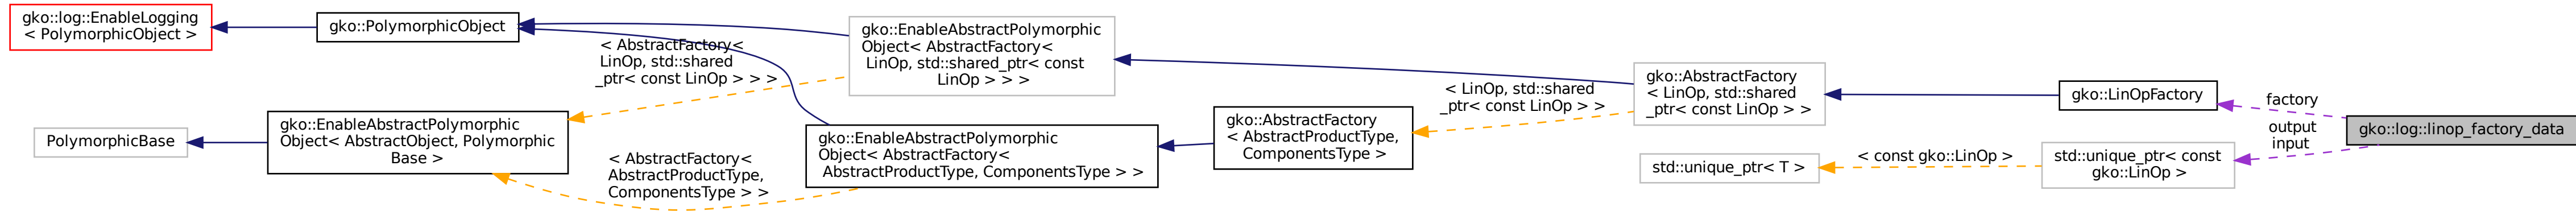 gko::log::EnableLogging
< PolymorphicObject >
gko::PolymorphicObject
< AbstractFactory<
LinOp, std::shared
_ptr< const LinOp > > >
gko::EnableAbstractPolymorphic
Object< AbstractFactory<
LinOp, std::shared_ptr< const
LinOp > > >
< LinOp, std::shared
_ptr< const LinOp > >
gko::AbstractFactory
< LinOp, std::shared
_ptr< const LinOp > >
gko::LinOpFactory
factory
gko::log::linop_factory_data
output
input
PolymorphicBase
gko::EnableAbstractPolymorphic
Object< AbstractObject, Polymorphic
Base >
< AbstractFactory<
AbstractProductType,
ComponentsType > >
gko::EnableAbstractPolymorphic
Object< AbstractFactory<
AbstractProductType, ComponentsType > >
gko::AbstractFactory
< AbstractProductType,
ComponentsType >
std::unique_ptr< T >
< const gko::LinOp >
std::unique_ptr< const
gko::LinOp >